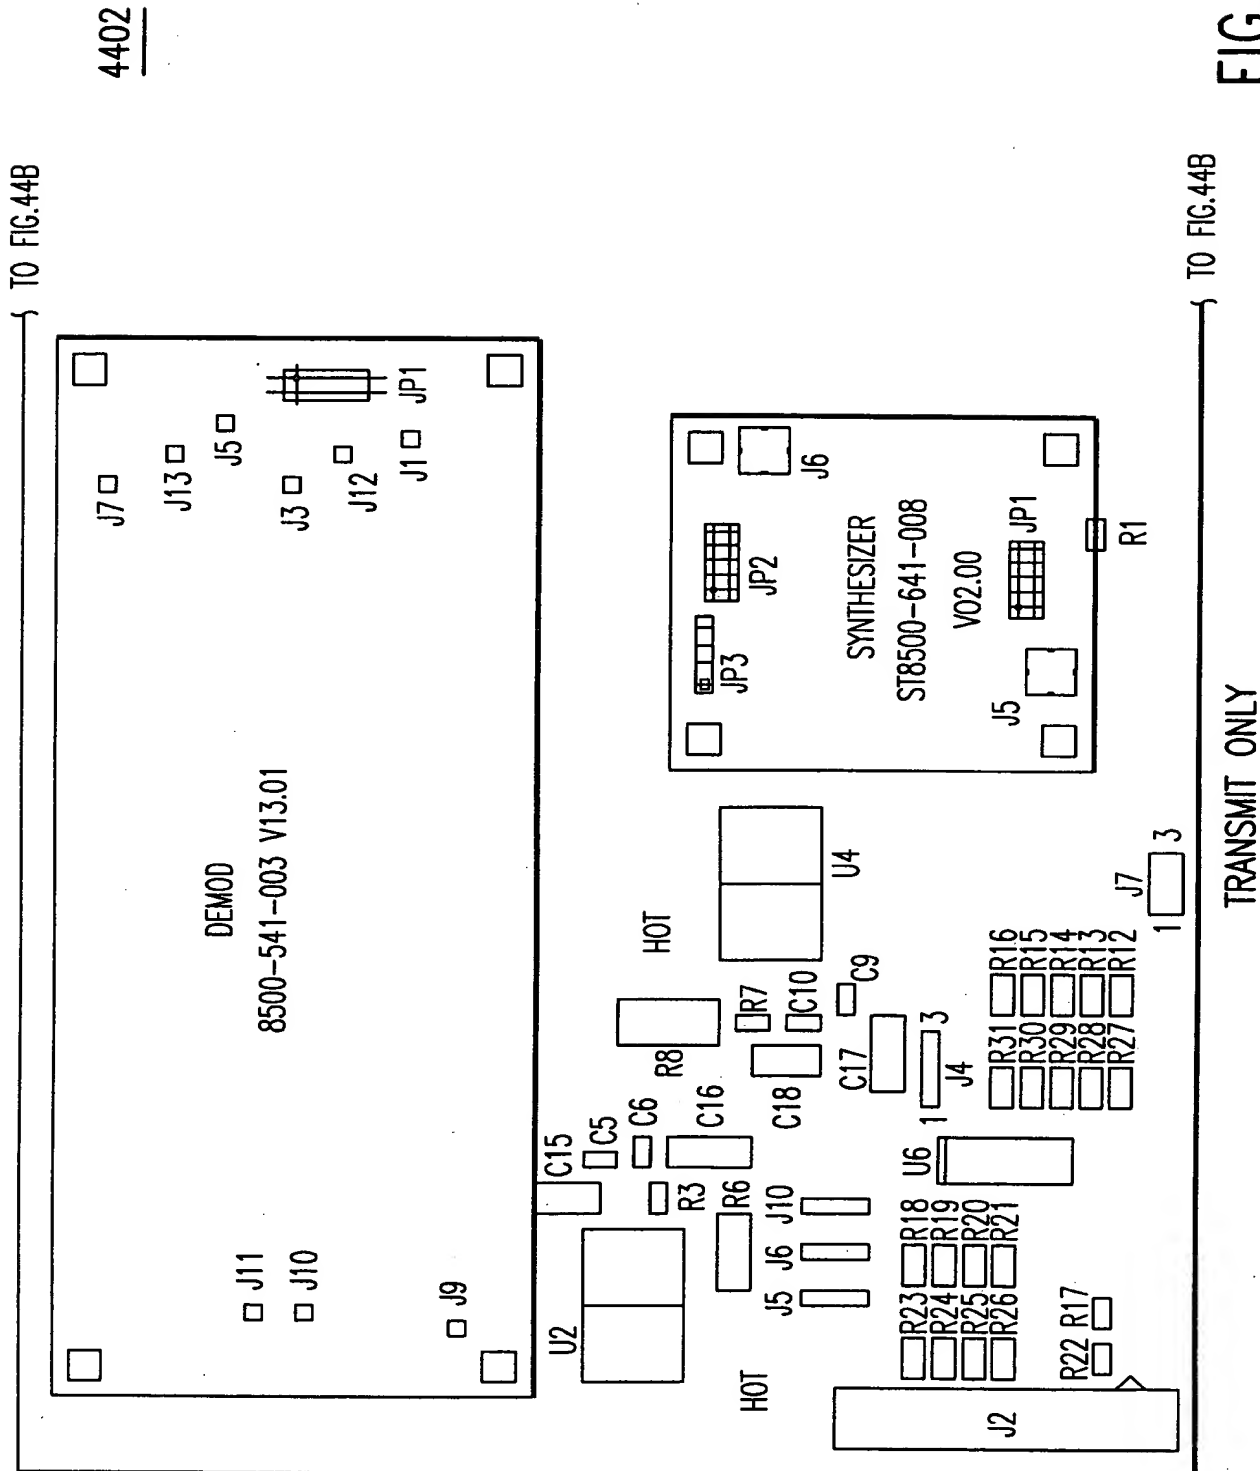 4402
TO FIG.44B
TO FIG.44B
DEMOD
8500-541-003 V13.01
J11
J10
J9
J7
J13
J5
J3
J12
J1
JP1
SYNTHESIZER
ST8500-641-008
V02.00
JP3
JP2
J6
J5
JP1
R1
U2
HOT
C15
C5
C6
R3
C16
R6
R8
HOT
R7
C10
C9
C18
C17
U4
J5
J6
J10
1
J4
3
U6
R23
R18
R24
R19
R25
R20
R26
R21
R22
R17
J2
R31
R16
R30
R15
R29
R14
R28
R13
R27
R12
1
J7
3
TRANSMIT ONLY
FIG